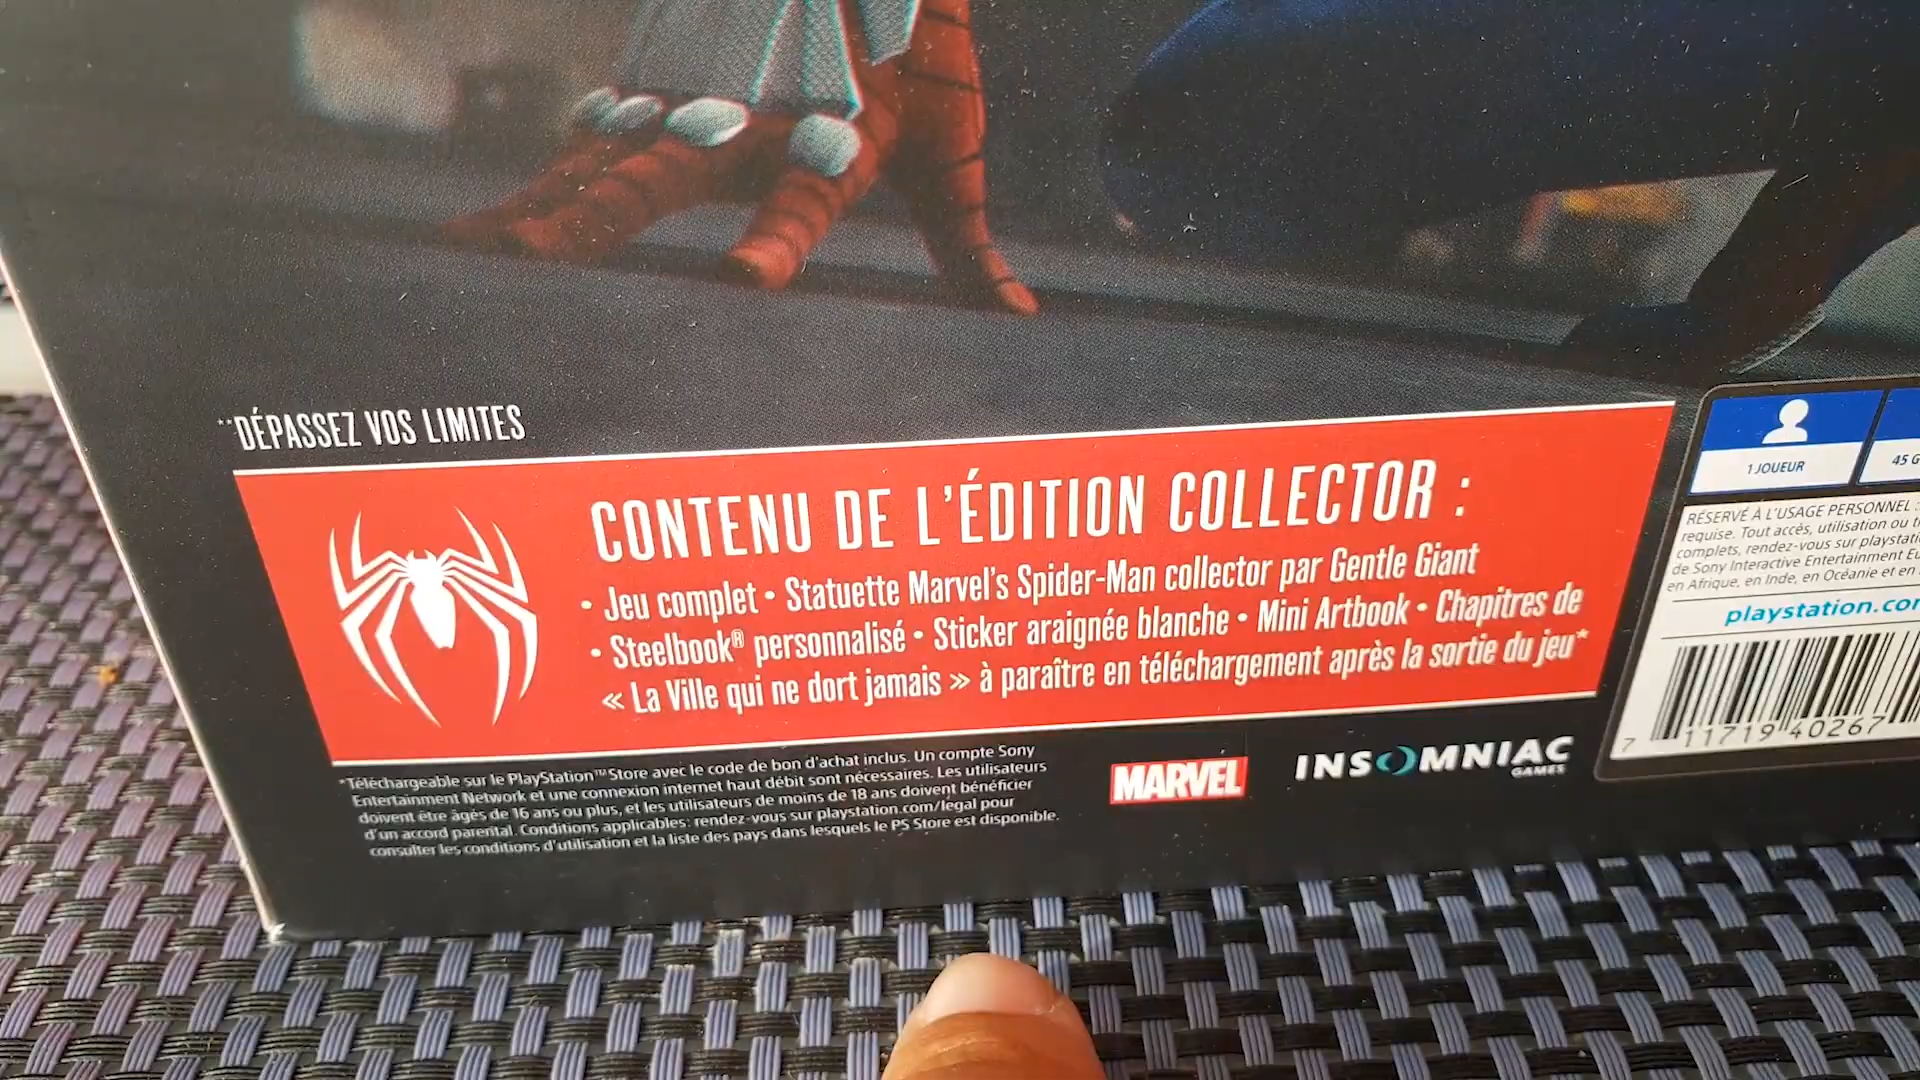 **DÉPASSEZ VOS LIMITES
CONTENU DE L'ÉDITION COLLECTOR :
• Jeu complet • Statuette Marvel's Spider-Man collector par Gentle Giant
• Steelbook® personnalisé • Sticker araignée blanche • Mini Artbook • Chapitres de
« La Ville qui ne dort jamais » à paraître en téléchargement après la sortie du jeu*
*Téléchargeable sur le PlayStation™Store avec le code de bon d'achat inclus. Un compte Sony
Entertainment Network et une connexion internet haut débit sont nécessaires. Les utilisateurs
doivent être âgés de 16 ans ou plus, et les utilisateurs de moins de 18 ans doivent bénéficier
d'un accord parental. Conditions applicables: rendez-vous sur playstation.com/legal pour
consulter les conditions d'utilisation et la liste des pays dans lesquels le PS Store est disponible.
MARVEL
INSOMNIAC
GAMES
1 JOUEUR
45 G
RÉSERVÉ À L'USAGE PERSONNEL :
requise. Tout accès, utilisation ou
complets, rendez-vous sur
de Sony Interactive Entertainment
en Afrique, en Inde, en Océanie et en
playstation.com
7 11719 40267